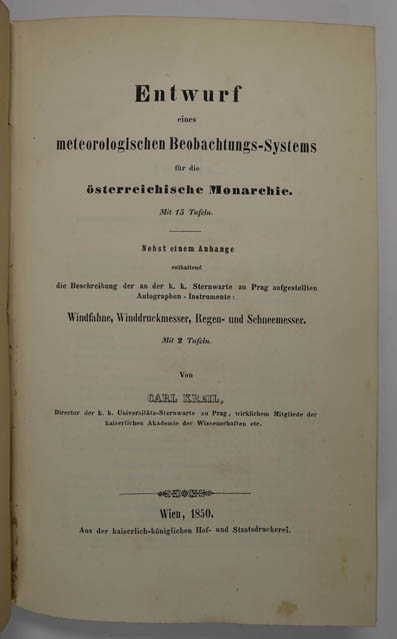 Entwurf
eines
meteorologischen Beobachtungs-Systems
für die
österreichische Monarchie.
Mit 15 Tafeln.
Nebst einem Anhange
enthaltend
die Beschreibung der an der k. k. Sternwarte zu Prag aufgestellten
Autographen-Instrumente:
Windfahne, Winddruckmesser, Regen- und Schneemesser.
Mit 2 Tafeln.
Von
CARL KREIL,
Director der k. k. Universitäts-Sternwarte zu Prag, wirklichem Mitgliede der
kaiserlichen Akademie der Wissenschaften etc.
Wien, 1850.
Aus der kaiserlich-königlichen Hof- und Staatsdruckerei.